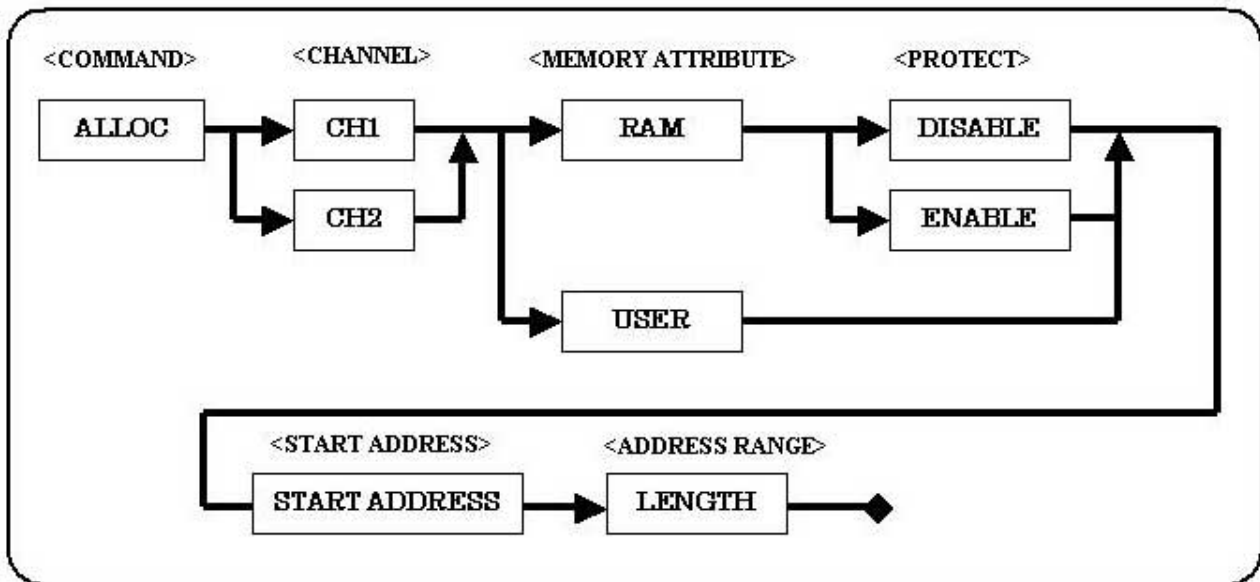 <COMMAND> <CHANNEL> <MEMORY ATTRIBUTE> <PROTECT>
ALLOC CH1 RAM DISABLE
CH2 ENABLE
USER
<START ADDRESS> <ADDRESS RANGE>
START ADDRESS LENGTH